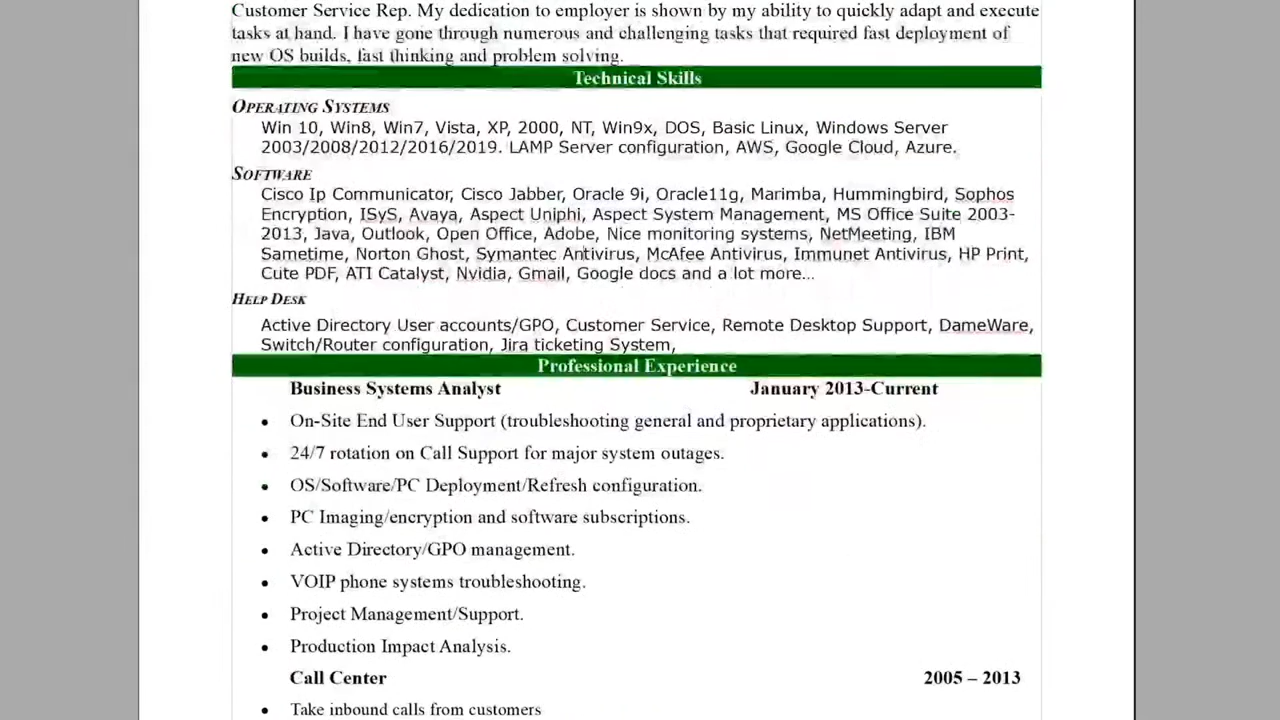 Customer Service Rep. My dedication to employer is shown by my ability to quickly adapt and execute
tasks at hand. I have gone through numerous and challenging tasks that required fast deployment of
new OS builds, fast thinking and problem solving.
Technical Skills
OPERATING SYSTEMS
Win 10, Win8, Win7, Vista, XP, 2000, NT, Win9x, DOS, Basic Linux, Windows Server
2003/2008/2012/2016/2019. LAMP Server configuration, AWS, Google Cloud, Azure.
SOFTWARE
Cisco Ip Communicator, Cisco Jabber, Oracle 9i, Oracle11g, Marimba, Hummingbird, Sophos
Encryption, ISyS, Avaya, Aspect Uniphi, Aspect System Management, MS Office Suite 2003-
2013, Java, Outlook, Open Office, Adobe, Nice monitoring systems, NetMeeting, IBM
Sametime, Norton Ghost, Symantec Antivirus, McAfee Antivirus, Immunet Antivirus, HP Print,
Cute PDF, ATI Catalyst, Nvidia, Gmail, Google docs and a lot more...
HELP DESK
Active Directory User accounts/GPO, Customer Service, Remote Desktop Support, DameWare,
Switch/Router configuration, Jira ticketing System,
Professional Experience
Business Systems Analyst January 2013-Current
• On-Site End User Support (troubleshooting general and proprietary applications).
• 24/7 rotation on Call Support for major system outages.
• OS/Software/PC Deployment/Refresh configuration.
• PC Imaging/encryption and software subscriptions.
• Active Directory/GPO management.
• VOIP phone systems troubleshooting.
• Project Management/Support.
• Production Impact Analysis.
Call Center 2005 – 2013
• Take inbound calls from customers